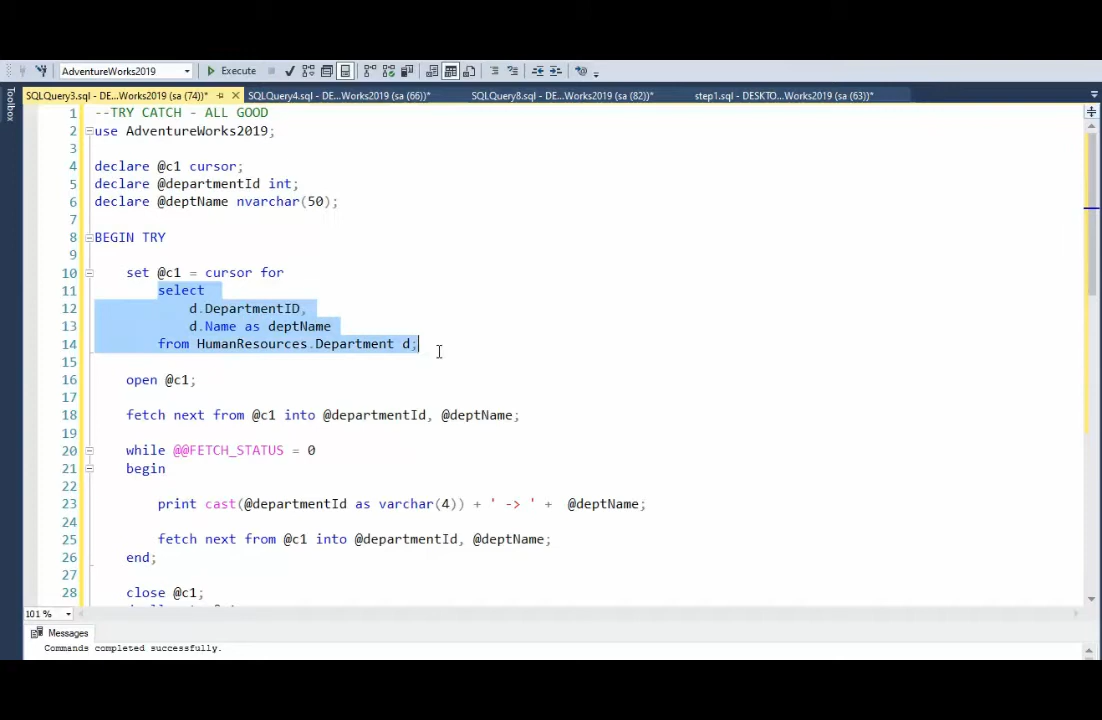 AdventureWorks2019
Execute
SQLQuery3.sql - DE...Works2019 (sa (74))*
SQLQuery4.sql - DE...Works2019 (sa (66))*
SQLQuery8.sql - DE...Works2019 (sa (82))*
step1.sql - DESKTO...Works2019 (sa (63))*
Toolbox
1 --TRY CATCH - ALL GOOD
2 use AdventureWorks2019;
3
4 declare @c1 cursor;
5 declare @departmentId int;
6 declare @deptName nvarchar(50);
7
8 BEGIN TRY
9
10 set @c1 = cursor for
11 select
12 d.DepartmentID,
13 d.Name as deptName
14 from HumanResources.Department d;
15
16 open @c1;
17
18 fetch next from @c1 into @departmentId, @deptName;
19
20 while @@FETCH_STATUS = 0
21 begin
22
23 print cast(@departmentId as varchar(4)) + ' -> ' + @deptName;
24
25 fetch next from @c1 into @departmentId, @deptName;
26 end;
27
28 close @c1;
101 %
Messages
Commands completed successfully.